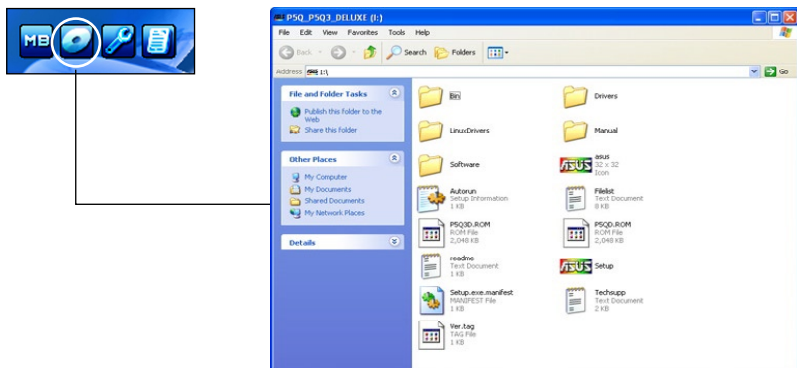 MB
P5Q_P5Q3_DELUXE (I:)
File Edit View Favorites Tools Help
Back Search Folders
Address I:\ Go
File and Folder Tasks
Publish this folder to the
Web
Share this folder
Other Places
My Computer
My Documents
Shared Documents
My Network Places
Details
Bin
Drivers
LinuxDrivers
Manual
Software
ASUS
asus
32 x 32
Icon
Autorun
Setup Information
1 KB
Filelist
Text Document
8 KB
P5Q3D.ROM
ROM File
2,048 KB
P5QD.ROM
ROM File
2,048 KB
readme
Text Document
1 KB
ASUS
Setup
Setup.exe.manifest
MANIFEST File
1 KB
Techsupp
Text Document
2 KB
Ver.tag
TAG File
1 KB